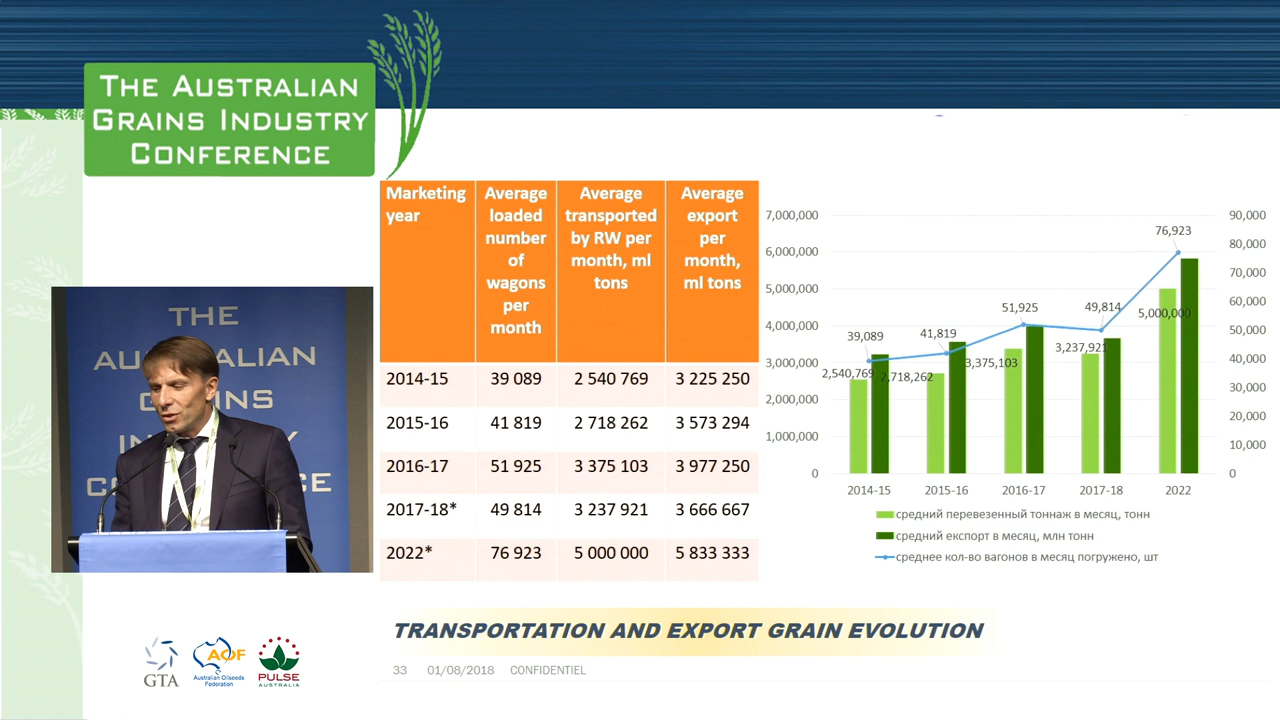 THE AUSTRALIAN
GRAINS INDUSTRY
CONFERENCE
THE
AUSTRALIAN
GRAINS
CONFERENCE
Marketing year
Average loaded number of wagons per month
Average transported by RW per month, ml tons
Average export per month, ml tons
2014-15 39 089 2 540 769 3 225 250
2015-16 41 819 2 718 262 3 573 294
2016-17 51 925 3 375 103 3 977 250
2017-18* 49 814 3 237 921 3 666 667
2022* 76 923 5 000 000 5 833 333
7,000,000
6,000,000
5,000,000
4,000,000
3,000,000
2,000,000
1,000,000
0
90,000
80,000
70,000
60,000
50,000
40,000
30,000
20,000
10,000
0
39,089
41,819
51,925
49,814
76,923
2,540,769
2,718,262
3,375,103
3,237,921
5,000,000
2014-15 2015-16 2016-17 2017-18 2022
средний перевезенный тоннаж в месяц, тонн
средний експорт в месяц, млн тонн
среднее кол-во вагонов в месяц погружено, шт
TRANSPORTATION AND EXPORT GRAIN EVOLUTION
33 01/08/2018 CONFIDENTIEL
GTA
AOF
Australian Oilseeds
Federation
PULSE
AUSTRALIA